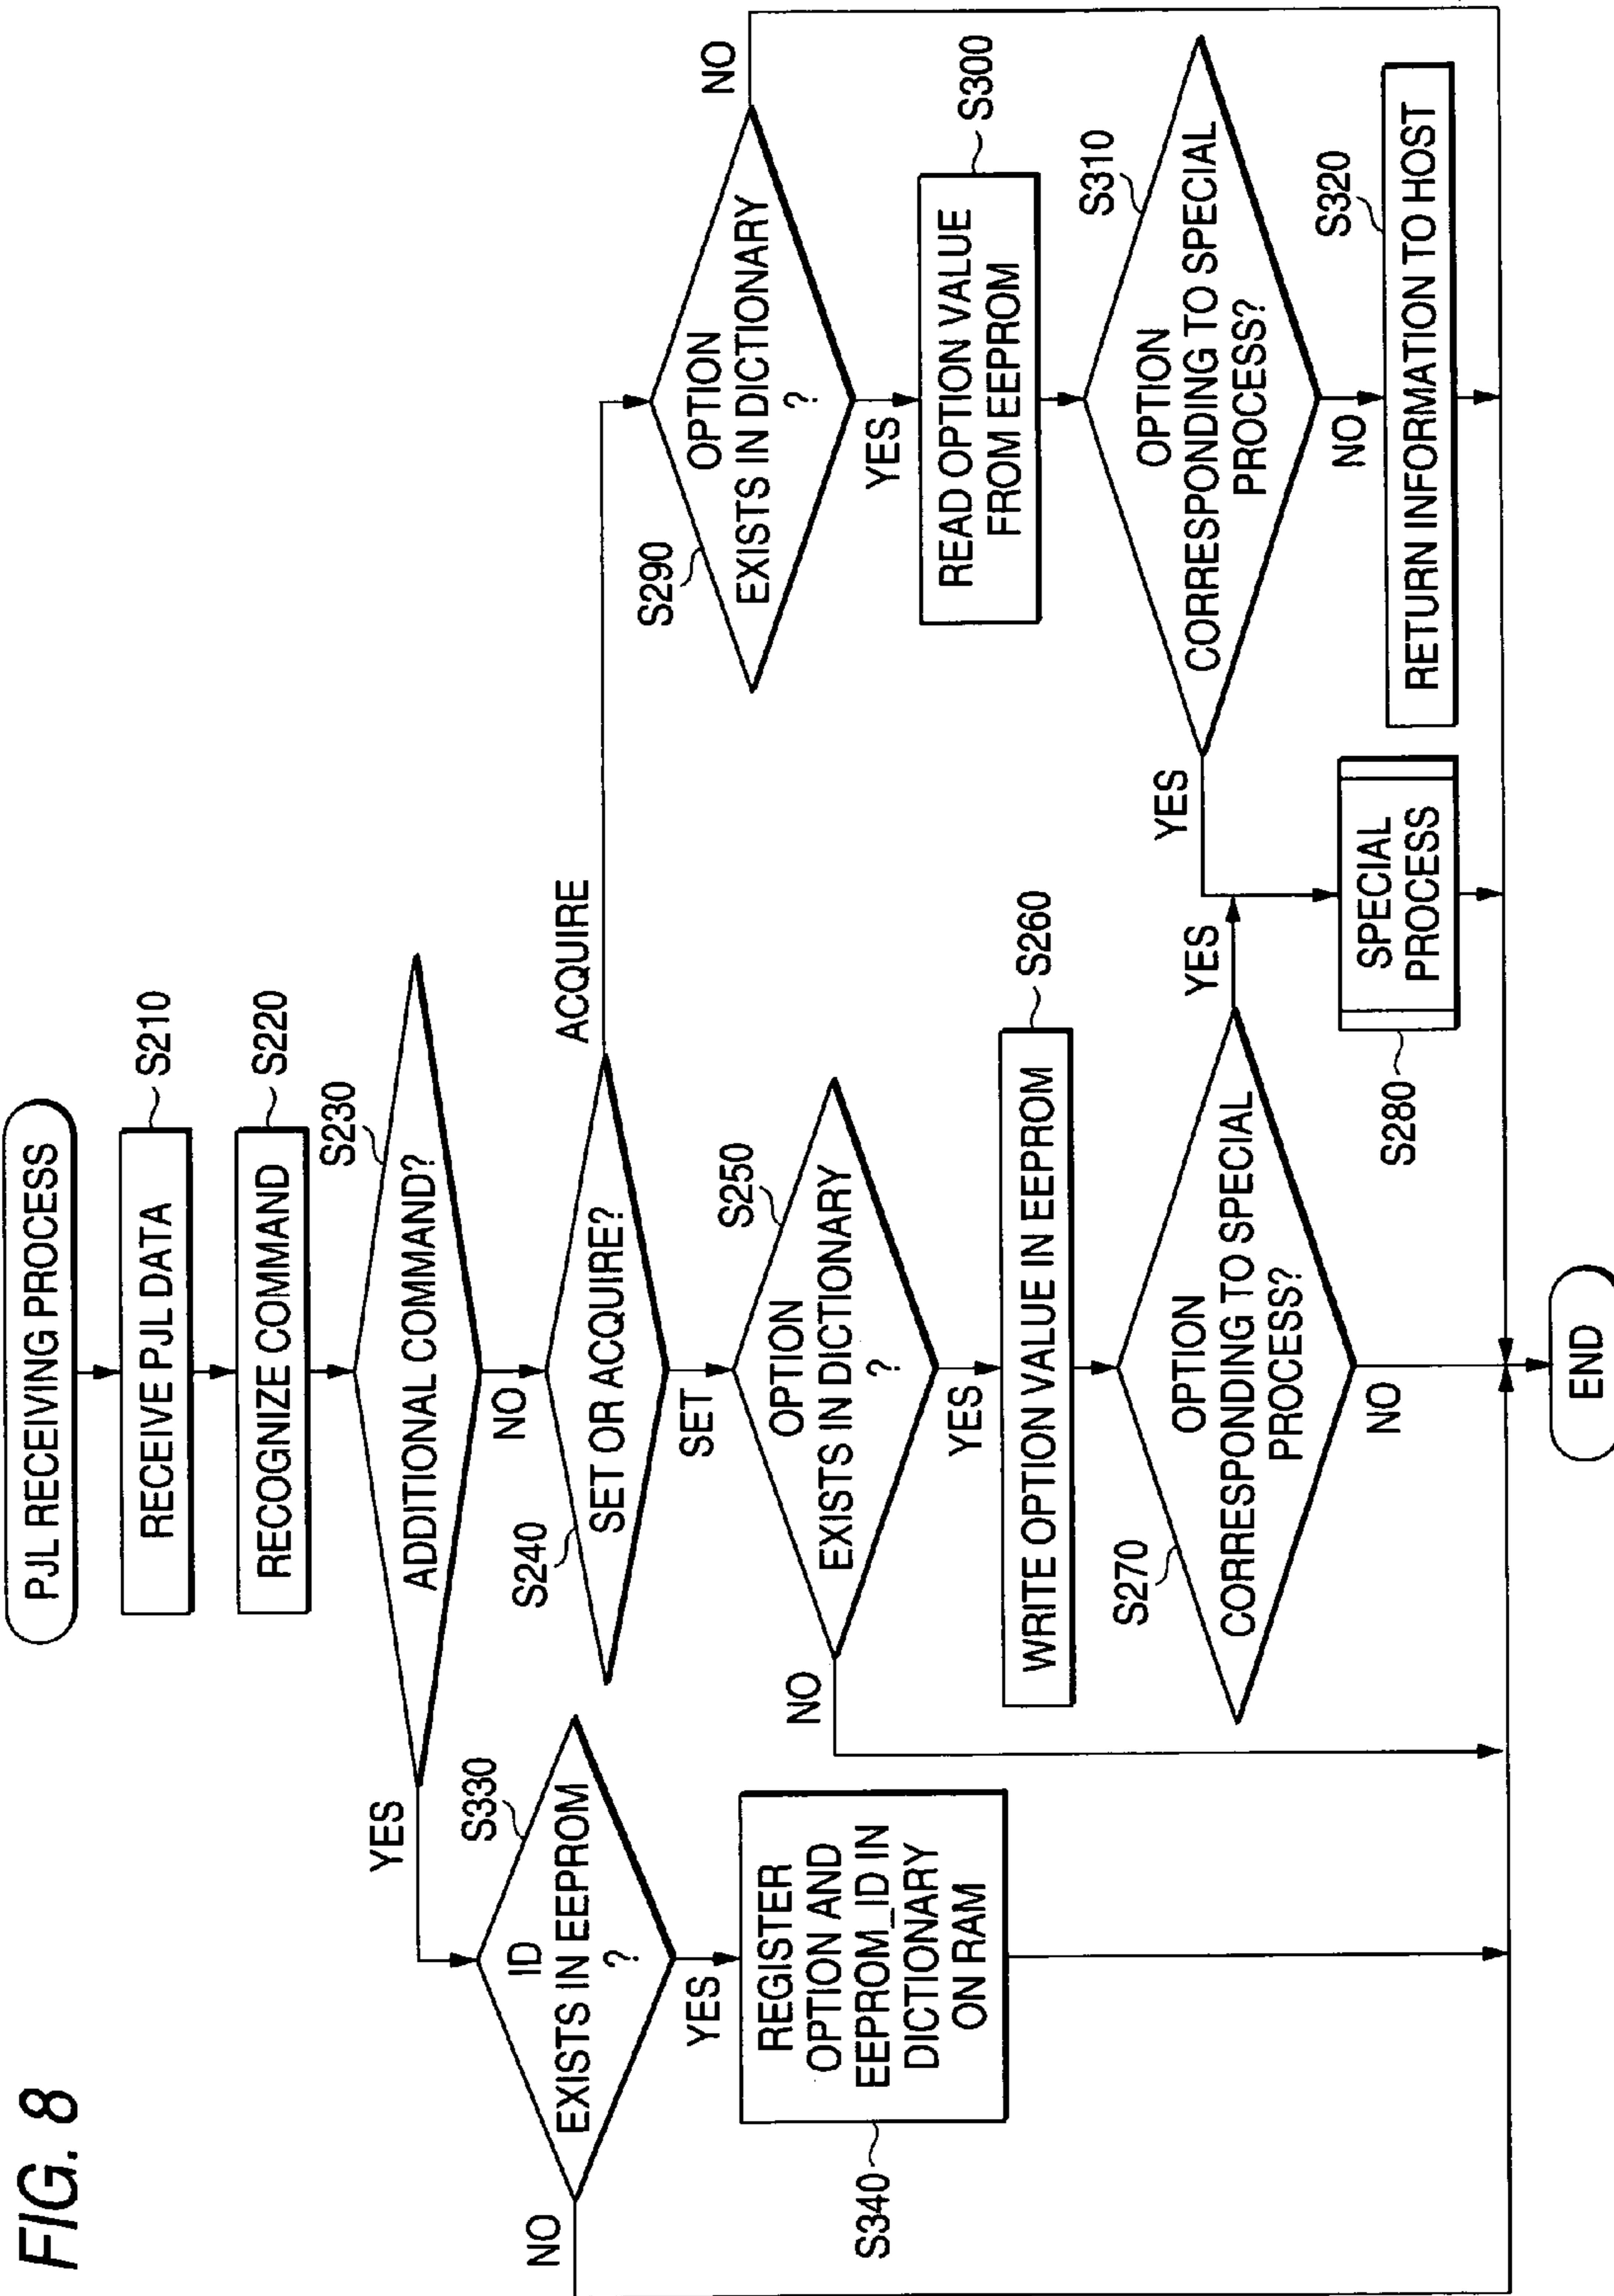 FIG. 8
PJL RECEIVING PROCESS
RECEIVE PJL DATA
S210
RECOGNIZE COMMAND
S220
ADDITIONAL COMMAND?
S230
YES
NO
SET OR ACQUIRE?
S240
ACQUIRE
SET
OPTION
EXISTS IN DICTIONARY
?
S250
NO
YES
WRITE OPTION VALUE IN EEPROM
S260
OPTION
CORRESPONDING TO SPECIAL
PROCESS?
S270
YES
NO
SPECIAL
PROCESS
S280
OPTION
EXISTS IN DICTIONARY
?
S290
NO
YES
READ OPTION VALUE
FROM EEPROM
S300
OPTION
CORRESPONDING TO SPECIAL
PROCESS?
S310
YES
NO
RETURN INFORMATION TO HOST
S320
ID
EXISTS IN EEPROM
?
S330
NO
YES
REGISTER
OPTION AND
EEPROM_ID IN
DICTIONARY
ON RAM
S340
END